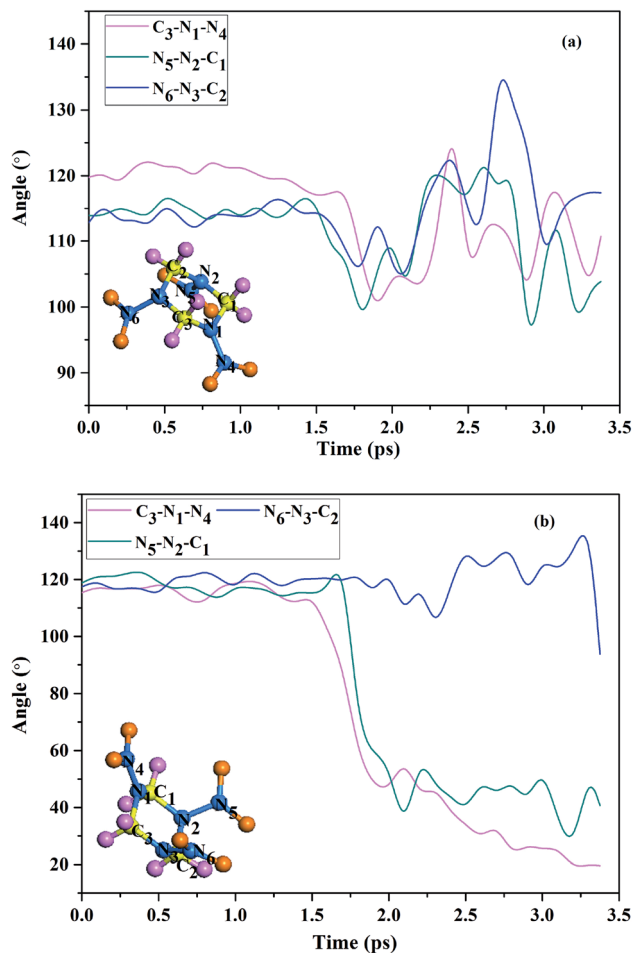 (a)
C3-N1-N4
N5-N2-C1
N6-N3-C2
145
140
130
120
110
100
90
Angle (°)
C2
N2
N5
N3
C1
N6
C3
N1
N4
0.0 0.5 1.0 1.5 2.0 2.5 3.0 3.5
Time (ps)
(b)
C3-N1-N4 N6-N3-C2
N5-N2-C1
140
120
100
80
60
40
20
Angle (°)
N4
N1 C1
N5
N2
C3
N3 N6
C2
0.0 0.5 1.0 1.5 2.0 2.5 3.0 3.5
Time (ps)